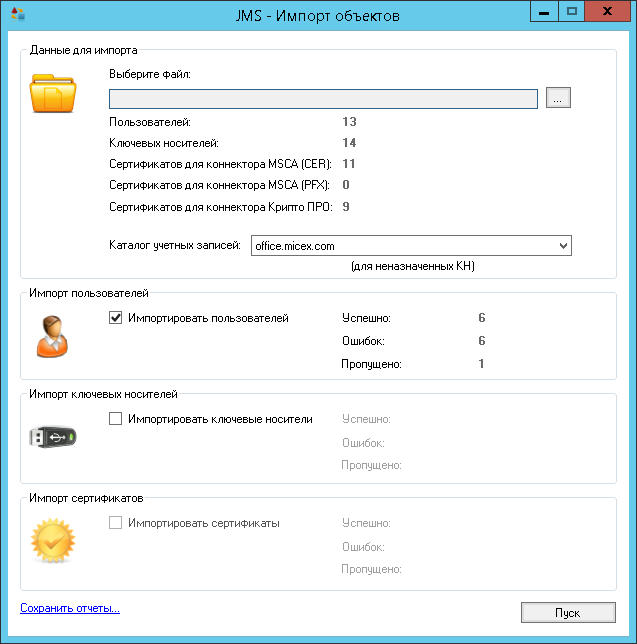 JMS - Импорт объектов
Данные для импорта
Выберите файл:
...
Пользователей: 13
Ключевых носителей: 14
Сертификатов для коннектора MSCA (CER): 11
Сертификатов для коннектора MSCA (PFX): 0
Сертификатов для коннектора Крипто ПРО: 9
Каталог учетных записей: office.micex.com
(для неназначенных КН)
Импорт пользователей
Импортировать пользователей Успешно: 6
Ошибок: 6
Пропущено: 1
Импорт ключевых носителей
Импортировать ключевые носители Успешно:
Ошибок:
Пропущено:
Импорт сертификатов
Импортировать сертификаты Успешно:
Ошибок:
Пропущено:
Сохранить отчеты... Пуск